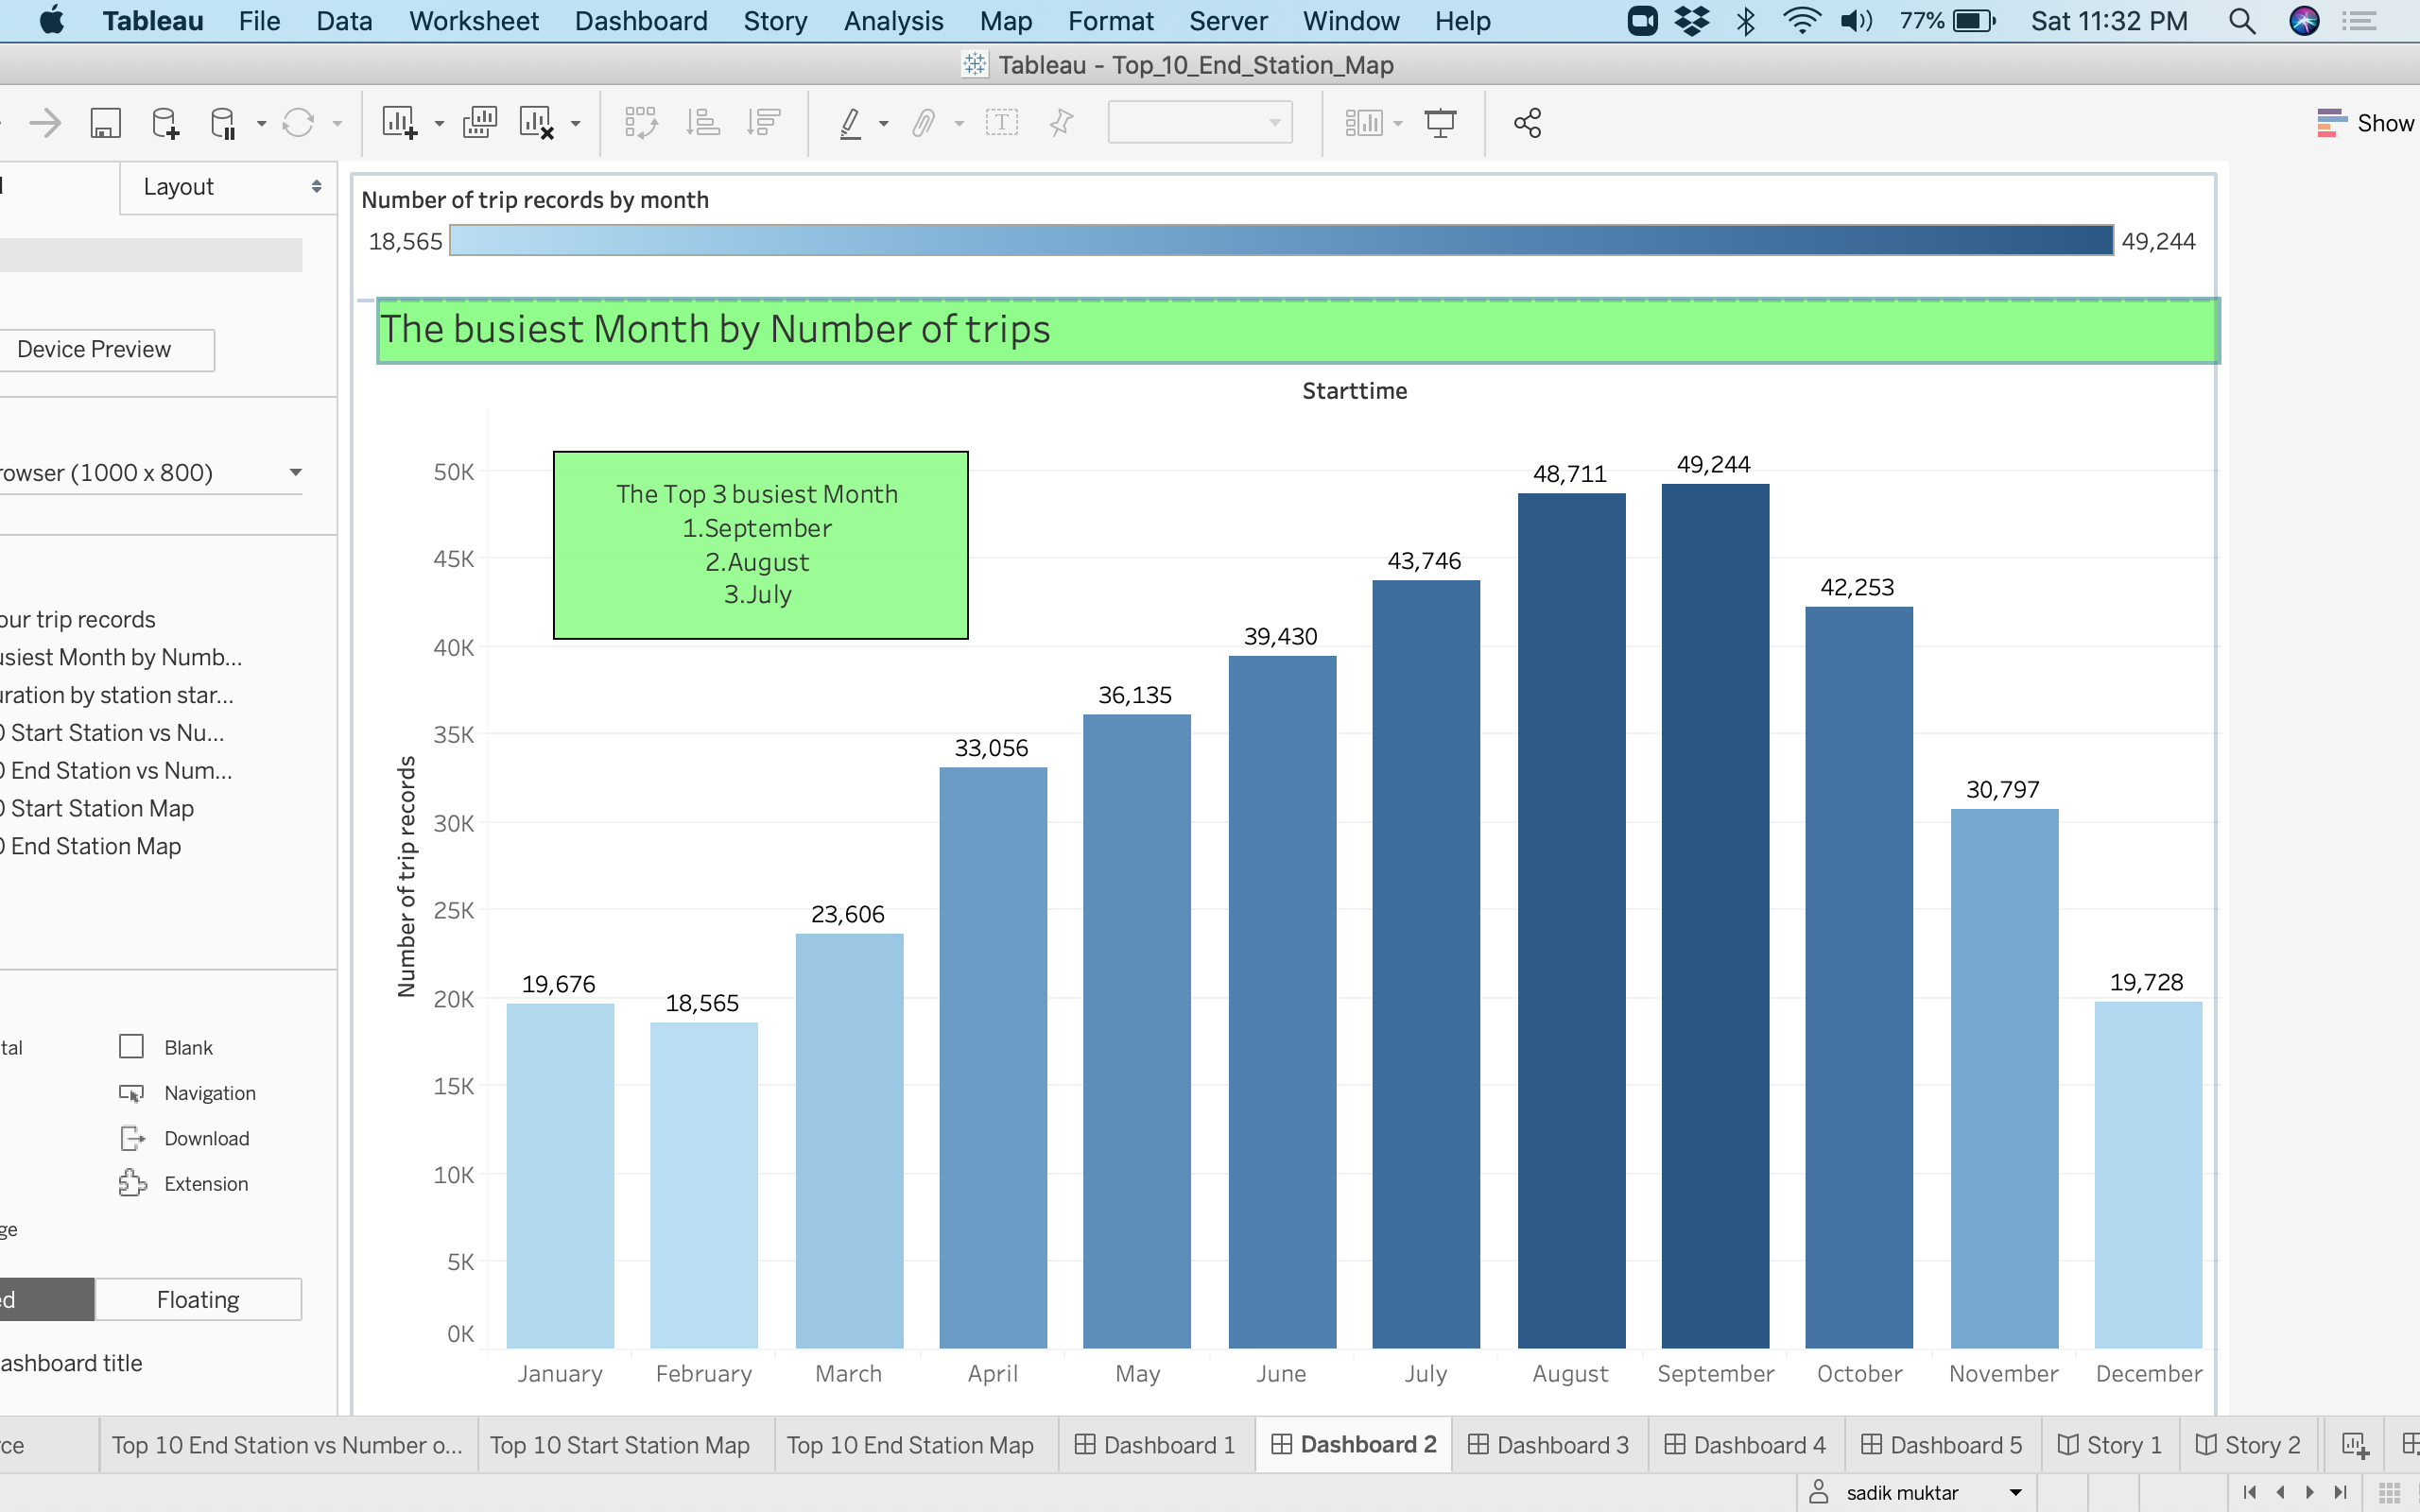 Tableau File Data Worksheet Dashboard Story Analysis Map Format Server Window Help 77% Sat 11:32 PM
Tableau - Top_10_End_Station_Map
Show
Layout
Device Preview
rowser (1000 x 800)
our trip records
usiest Month by Numb...
uration by station star...
0 Start Station vs Nu...
0 End Station vs Num...
0 Start Station Map
0 End Station Map
tal
Blank
Navigation
Download
Extension
ge
ed
Floating
ashboard title
Number of trip records by month
18,565
49,244
The busiest Month by Number of trips
Starttime
The Top 3 busiest Month
1.September
2.August
3.July
Number of trip records
50K
45K
40K
35K
30K
25K
20K
15K
10K
5K
0K
19,676
18,565
23,606
33,056
36,135
39,430
43,746
48,711
49,244
42,253
30,797
19,728
January February March April May June July August September October November December
rce
Top 10 End Station vs Number o...
Top 10 Start Station Map
Top 10 End Station Map
Dashboard 1
Dashboard 2
Dashboard 3
Dashboard 4
Dashboard 5
Story 1
Story 2
sadik muktar